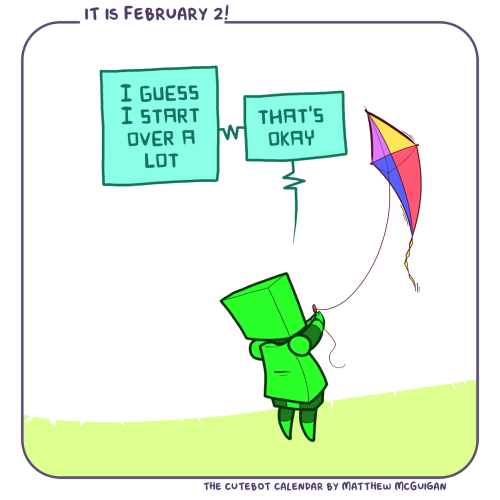 IT IS FEBRUARY 2!
I GUESS
I START
OVER A
LOT
THAT'S
OKAY
THE CUTEBOT CALENDAR BY MATTHEW MCGUIGAN